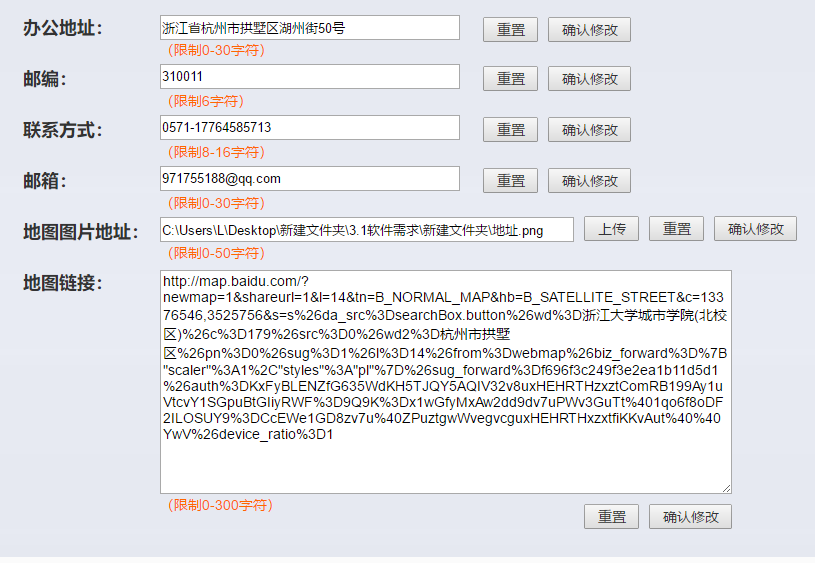 办公地址： 浙江省杭州市拱墅区湖州街50号 重置 确认修改
（限制0-30字符）
邮编： 310011 重置 确认修改
（限制6字符）
联系方式： 0571-17764585713 重置 确认修改
（限制8-16字符）
邮箱： 971755188@qq.com 重置 确认修改
（限制0-30字符）
地图图片地址： C:\Users\L\Desktop\新建文件夹\3.1软件需求\新建文件夹\地址.png 上传 重置 确认修改
（限制0-50字符）
地图链接： http://map.baidu.com/?
newmap=1&shareurl=1&l=14&tn=B_NORMAL_MAP&hb=B_SATELLITE_STREET&c=133
76546,3525756&s=s%26da_src%3DsearchBox.button%26wd%3D浙江大学城市学院(北校
区)%26c%3D179%26src%3D0%26wd2%3D杭州市拱墅
区%26pn%3D0%26sug%3D1%26l%3D14%26from%3Dwebmap%26biz_forward%3D%7B
"scaler"%3A1%2C"styles"%3A"pl"%7D%26sug_forward%3Df696f3c249f3e2ea1b11d5d1
%26auth%3DKxFyBLENZfG635WdKH5TJQY5AQIV32v8uxHEHRTHzxztComRB199Ay1u
VtcvY1SGpuBtGIiyRWF%3D9Q9K%3Dx1wGfyMxAw2dd9dv7uPWv3GuTt%401qo6f8oDF
2ILOSUY9%3DCcEWe1GD8zv7u%40ZPuztgwWvegvcguxHEHRTHxzxtfiKKvAut%40%40
YwV%26device_ratio%3D1
（限制0-300字符）
重置 确认修改